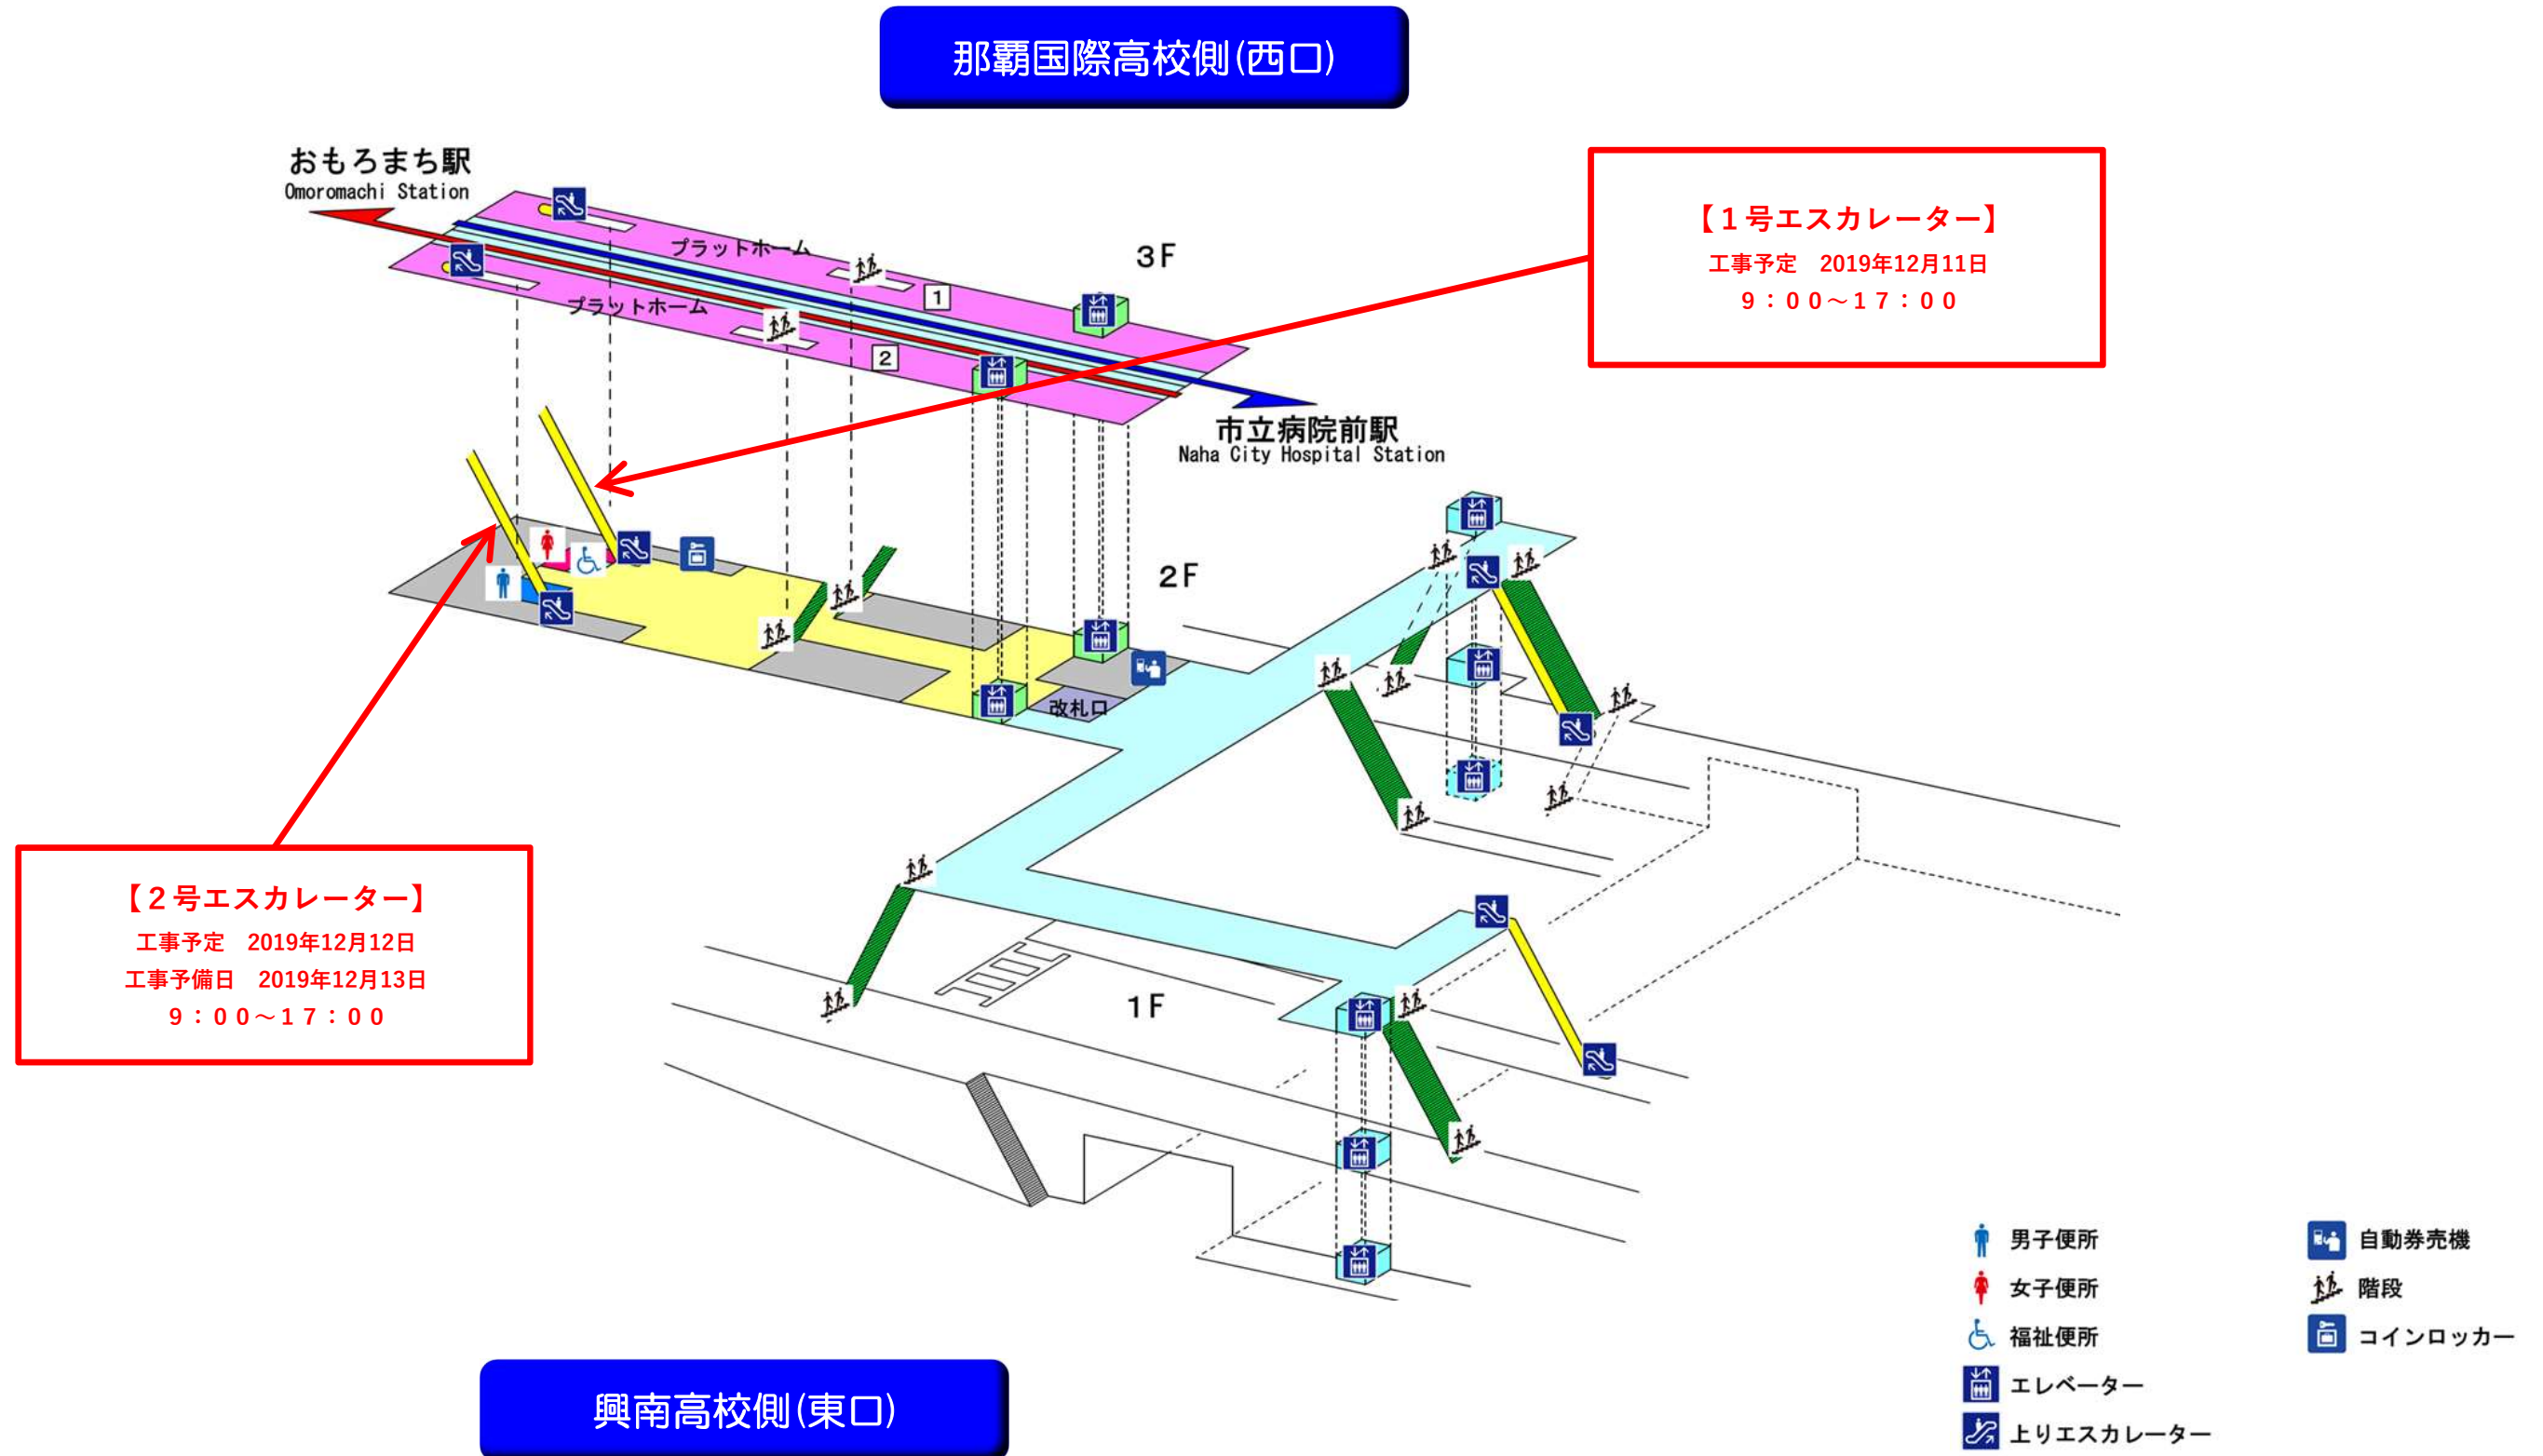 那覇国際高校側(西口)
おもろまち駅
Omoromachi Station
【1号エスカレーター】
工事予定　2019年12月11日
9：00～17：00
プラットホーム
3F
1
プラットホーム
2
市立病院前駅
Naha City Hospital Station
2F
改札口
【2号エスカレーター】
工事予定　2019年12月12日
工事予備日　2019年12月13日
9：00～17：00
1F
男子便所
自動券売機
女子便所
階段
福祉便所
コインロッカー
エレベーター
上りエスカレーター
興南高校側(東口)